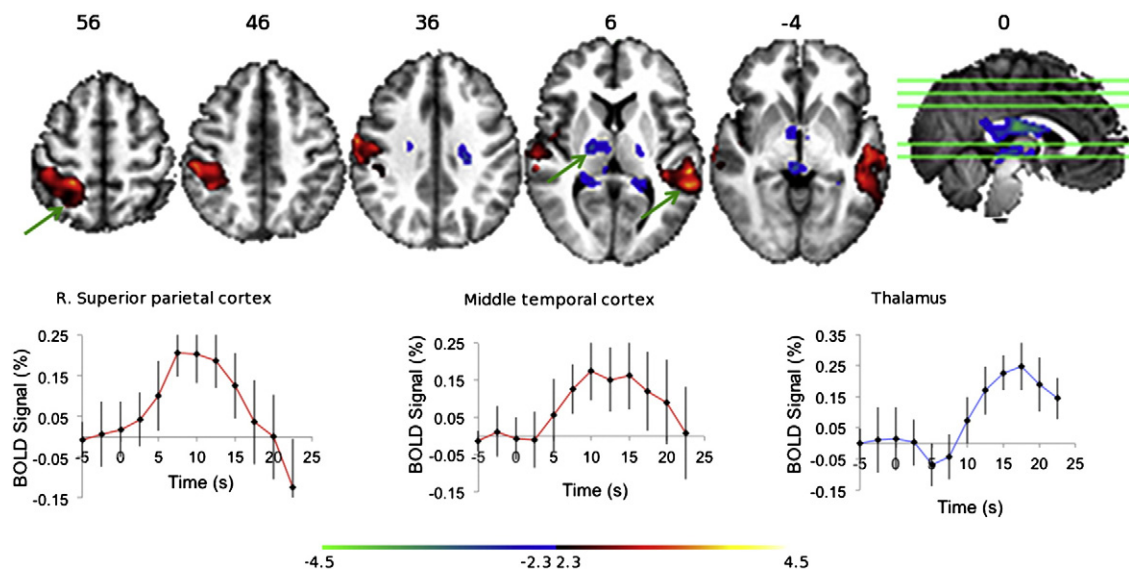 56 46 36 6 -4 0
R. Superior parietal cortex Middle temporal cortex Thalamus
BOLD Signal (%)
0.25
0.15
0.05
-0.05
-0.15
-5 0 5 10 15 20 25
Time (s)
BOLD Signal (%)
0.25
0.15
0.05
-0.05
-0.15
-5 0 5 10 15 20 25
Time (s)
BOLD Signal (%)
0.35
0.25
0.15
0.05
-0.05
-0.15
-5 0 5 10 15 20 25
Time (s)
-4.5 -2.3 2.3 4.5